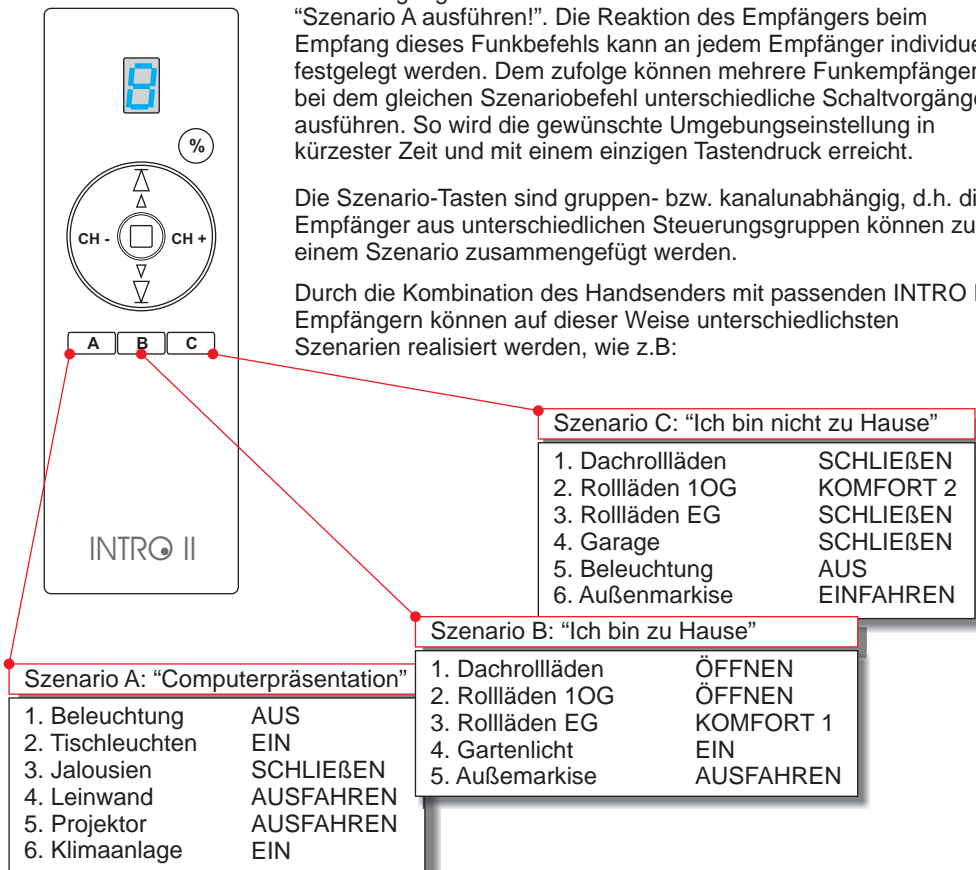 “Szenario A ausführen!”. Die Reaktion des Empfängers beim
Empfang dieses Funkbefehls kann an jedem Empfänger
festgelegt werden. Dem zufolge können mehrere Funkempfänger
bei dem gleichen Szenariobefehl unterschiedliche
ausführen. So wird die gewünschte Umgebungseinstellung in
kürzester Zeit und mit einem einzigen Tastendruck erreicht.
Die Szenario-Tasten sind gruppen- bzw. kanalunabhängig, d.h.
Empfänger aus unterschiedlichen Steuerungsgruppen können zu
einem Szenario zusammengefügt werden.
Durch die Kombination des Handsenders mit passenden INTRO
Empfängern können auf dieser Weise unterschiedlichsten
Szenarien realisiert werden, wie z.B:
8
%
CH -
CH +
A B C
INTRO II
Szenario C: “Ich bin nicht zu Hause”
1. Dachrollläden SCHLIEßEN
2. Rollläden 1OG KOMFORT 2
3. Rollläden EG SCHLIEßEN
4. Garage SCHLIEßEN
5. Beleuchtung AUS
6. Außenmarkise EINFAHREN
Szenario B: “Ich bin zu Hause”
1. Dachrollläden ÖFFNEN
2. Rollläden 1OG ÖFFNEN
3. Rollläden EG KOMFORT 1
4. Gartenlicht EIN
5. Außemarkise AUSFAHREN
Szenario A: “Computerpräsentation”
1. Beleuchtung AUS
2. Tischleuchten EIN
3. Jalousien SCHLIEßEN
4. Leinwand AUSFAHREN
5. Projektor AUSFAHREN
6. Klimaanlage EIN